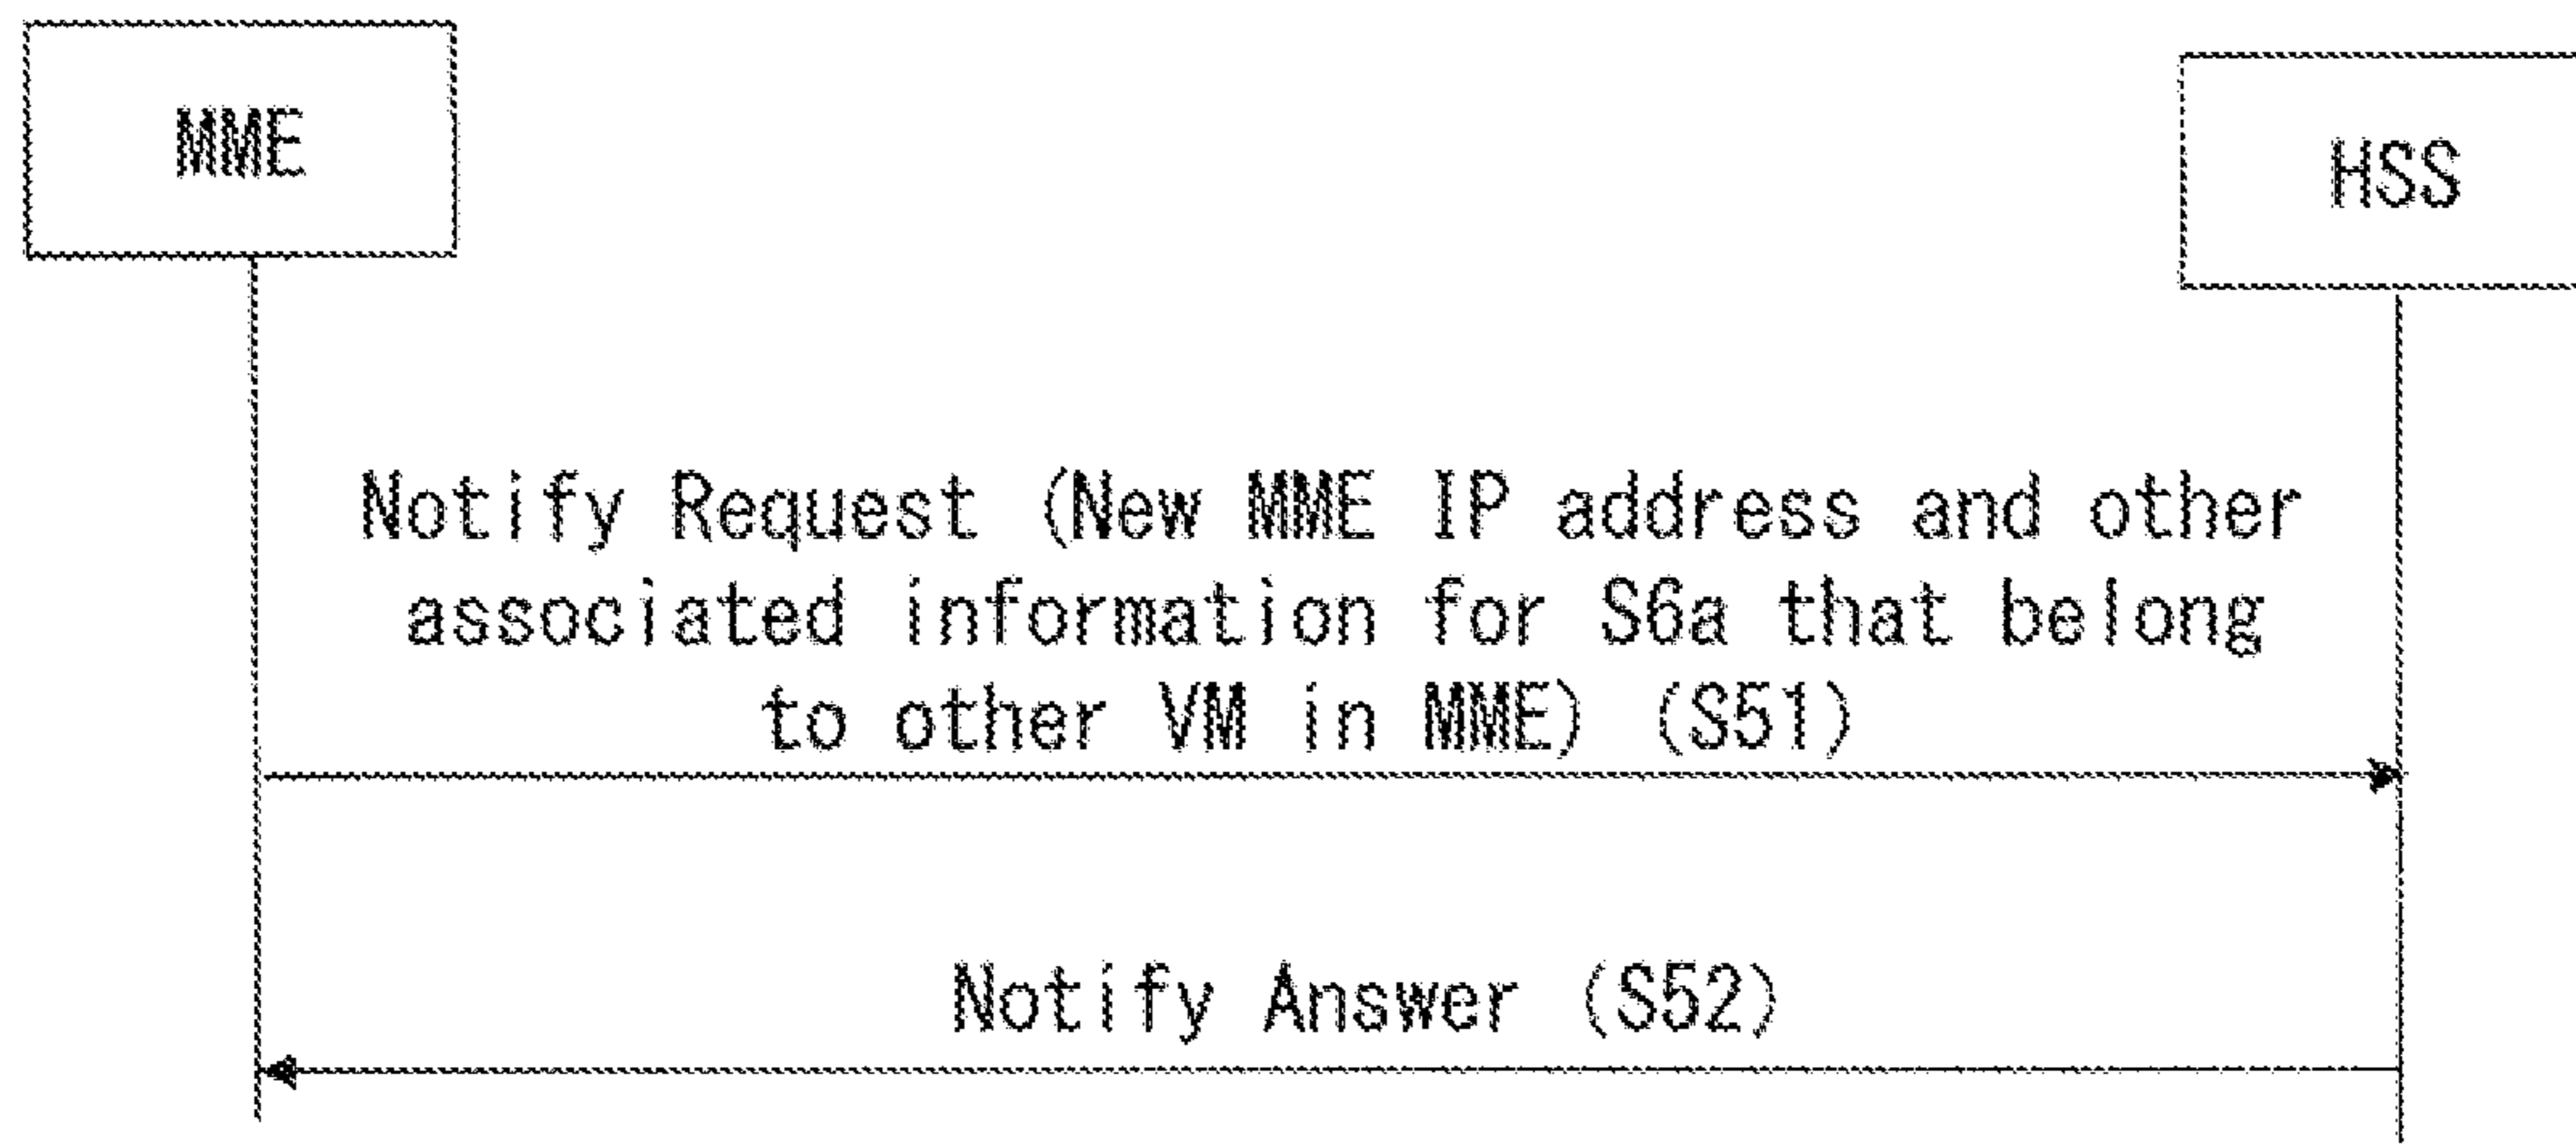 MME
HSS
Notify Request (New MME IP address and other
associated information for S6a that belong
to other VM in MME) (S51)
Notify Answer (S52)